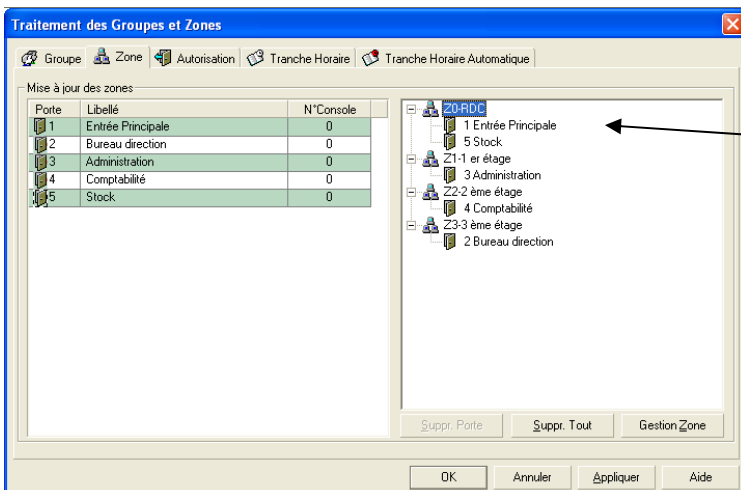 Traitement des Groupes et Zones
Groupe Zone Autorisation Tranche Horaire Tranche Horaire Automatique
Mise à jour des zones
Porte Libellé N°Console
1 Entrée Principale 0
2 Bureau direction 0
3 Administration 0
4 Comptabilité 0
5 Stock 0
Z0-RDC
1 Entrée Principale
5 Stock
Z1-1 er étage
3 Administration
Z2-2 ème étage
4 Comptabilité
Z3-3 ème étage
2 Bureau direction
Suppr. Porte Suppr. Tout Gestion Zone
OK Annuler Appliquer Aide